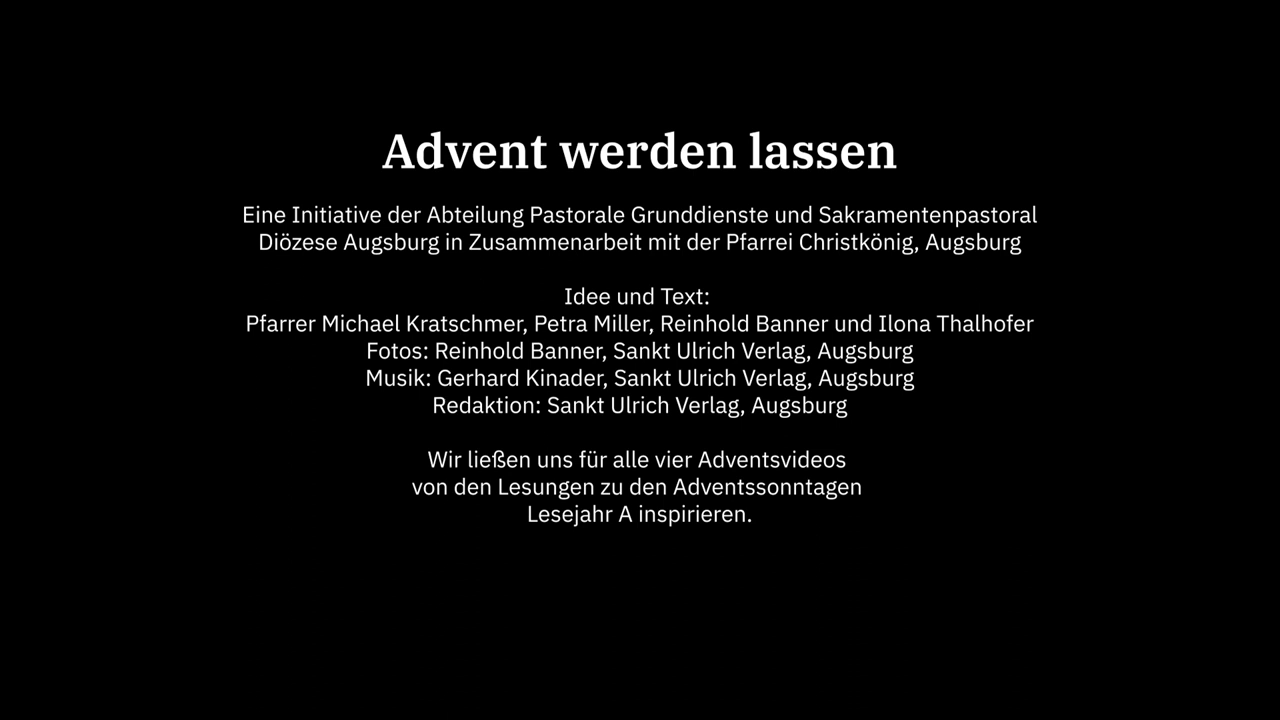 Advent werden lassen
Eine Initiative der Abteilung Pastorale Grunddienste und Sakramentenpastoral
Diözese Augsburg in Zusammenarbeit mit der Pfarrei Christkönig, Augsburg
Idee und Text:
Pfarrer Michael Kratschmer, Petra Miller, Reinhold Banner und Ilona Thalhofer
Fotos: Reinhold Banner, Sankt Ulrich Verlag, Augsburg
Musik: Gerhard Kinader, Sankt Ulrich Verlag, Augsburg
Redaktion: Sankt Ulrich Verlag, Augsburg
Wir ließen uns für alle vier Adventsvideos
von den Lesungen zu den Adventssonntagen
Lesejahr A inspirieren.